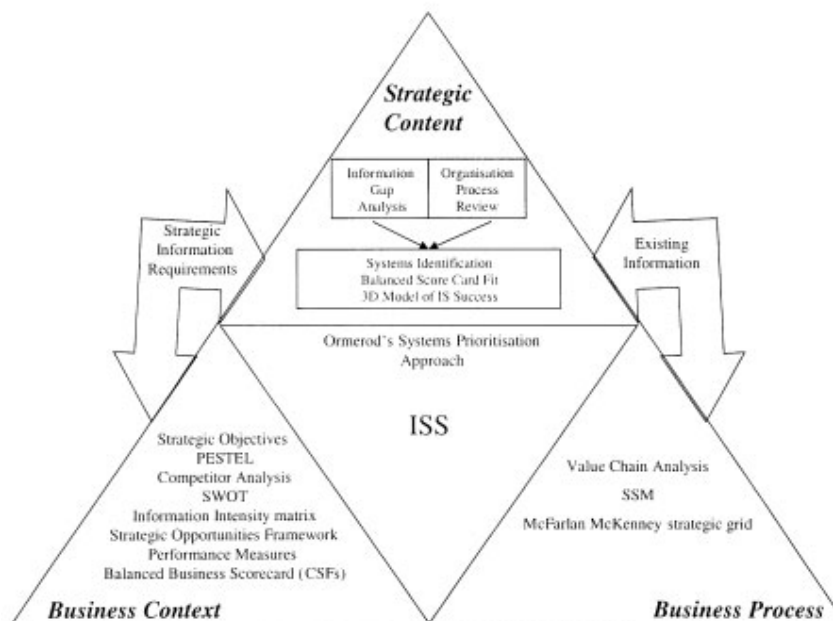 Strategic
Content
Information
Gap
Analysis
Organisation
Process
Review
Strategic
Information
Requirements
Existing
Information
Systems Identification
Balanced Score Card Fit
3D Model of IS Success
Ormerod's Systems Prioritisation
Approach
ISS
Strategic Objectives
PESTEL
Competitor Analysis
SWOT
Information Intensity matrix
Strategic Opportunities Framework
Performance Measures
Balanced Business Scorecard (CSFs)
Value Chain Analysis
SSM
McFarlan McKenney strategic grid
Business Context
Business Process